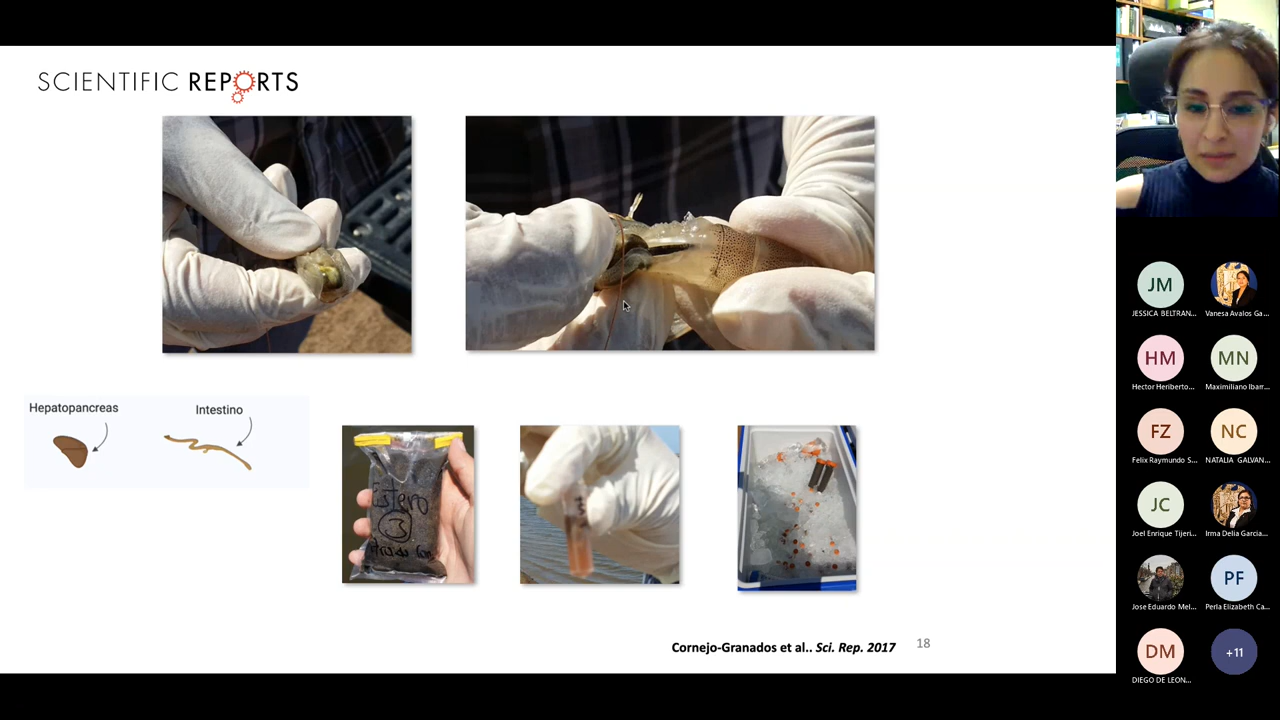 SCIENTIFIC REPORTS
Hepatopancreas
Intestino
Estero
Cornejo-Granados et al.. Sci. Rep. 2017
18
JM
JESSICA BELTRAN...
Vanesa Avalos Ga...
HM
Hector Heriberto...
MN
Maximiliano Ibarr...
FZ
Félix Raymundo S...
NC
NATALIA GALVAN...
JC
Joel Enrique Tijeri...
Irma Delia Garcia...
Jose Eduardo Mel...
PF
Perla Elizabeth Ca...
DM
DIEGO DE LEON...
+11